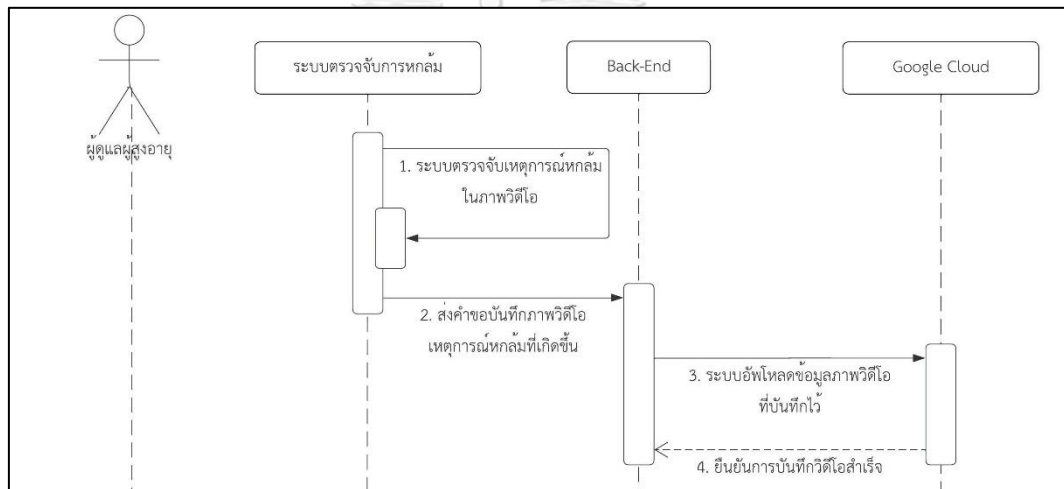 ระบบตรวจจับการหกล้ม
Back-End
Google Cloud
ผู้ดูแลผู้สูงอายุ
1. ระบบตรวจจับเหตุการณ์หกล้ม
ในภาพวิดีโอ
2. ส่งคำขอบันทึกภาพวิดีโอ
เหตุการณ์หกล้มที่เกิดขึ้น
3. ระบบอัพโหลดข้อมูลภาพวิดีโอ
ที่บันทึกไว้
4. ยืนยันการบันทึกวิดีโอสำเร็จ